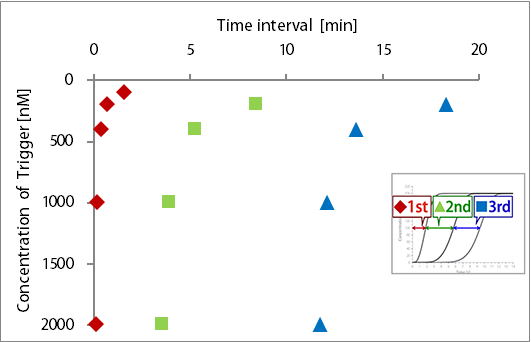 Time interval [min]
0 5 10 15 20
0
500
1000
1500
2000
Concentration of Trigger [nM]
1st 2nd 3rd